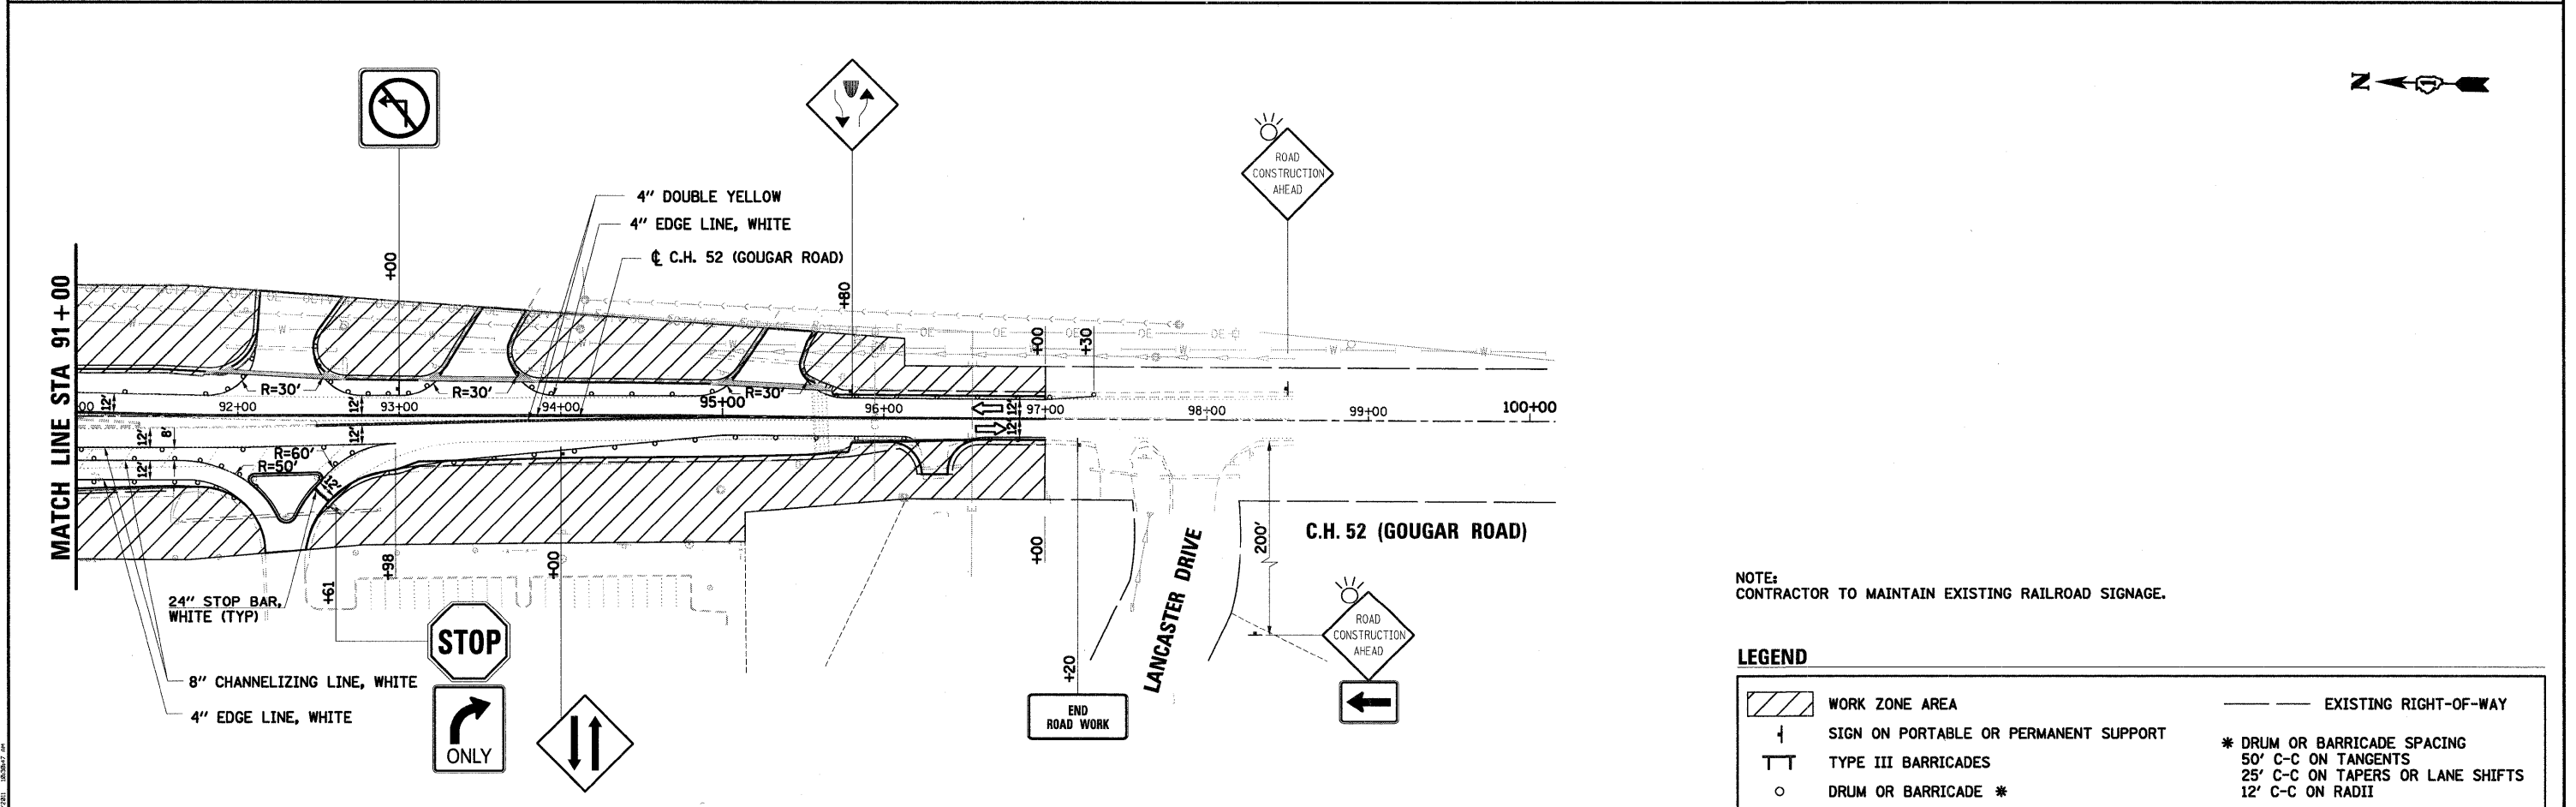 N
ROAD
CONSTRUCTION
AHEAD
4" DOUBLE YELLOW
4" EDGE LINE, WHITE
℄ C.H. 52 (GOUGAR ROAD)
+00
+80
+00
+30
MATCH LINE STA 91+00
R=30'
R=30'
R=30'
12'
12'
12'
12'
00
92+00
93+00
94+00
95+00
96+00
97+00
98+00
99+00
100+00
12'
8'
12'
12'
R=60'
R=50'
12'
12'
W
W
W
W
W
W
W
OE
OE
OE
OE
+61
+98
+00
+00
+20
200'
C.H. 52 (GOUGAR ROAD)
LANCASTER DRIVE
24" STOP BAR,
WHITE (TYP)
8" CHANNELIZING LINE, WHITE
4" EDGE LINE, WHITE
STOP
ONLY
END
ROAD WORK
ROAD
CONSTRUCTION
AHEAD
NOTE:
CONTRACTOR TO MAINTAIN EXISTING RAILROAD SIGNAGE.
LEGEND
WORK ZONE AREA
SIGN ON PORTABLE OR PERMANENT SUPPORT
TYPE III BARRICADES
DRUM OR BARRICADE *
EXISTING RIGHT-OF-WAY
* DRUM OR BARRICADE SPACING
50' C-C ON TANGENTS
25' C-C ON TAPERS OR LANE SHIFTS
12' C-C ON RADII